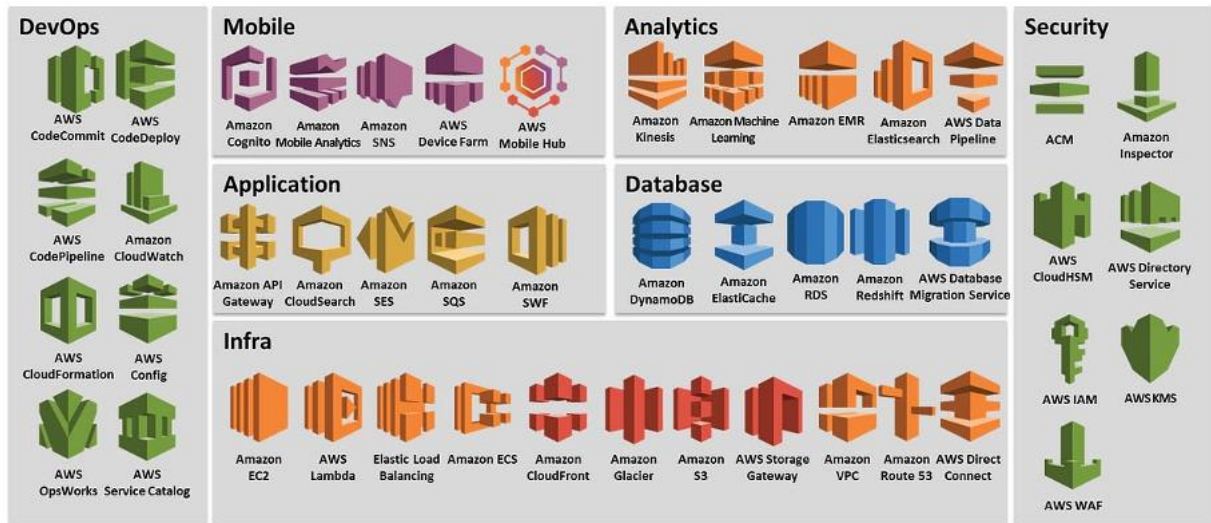 DevOps
AWS
CodeCommit
AWS
CodeDeploy
AWS
CodePipeline
Amazon
CloudWatch
AWS
CloudFormation
AWS
Config
AWS
OpsWorks
AWS
Service Catalog
Mobile
Amazon
Cognito
Amazon
Mobile Analytics
Amazon
SNS
AWS
Device Farm
AWS
Mobile Hub
Analytics
Amazon
Kinesis
Amazon Machine
Learning
Amazon EMR
Amazon
Elasticsearch
AWS Data
Pipeline
Application
Amazon API
Gateway
Amazon
CloudSearch
Amazon
SES
Amazon
SQS
Amazon
SWF
Database
Amazon
DynamoDB
Amazon
ElastiCache
Amazon
RDS
Amazon
Redshift
AWS Database
Migration Service
Infra
Amazon
EC2
AWS
Lambda
Elastic Load
Balancing
Amazon ECS
Amazon
CloudFront
Amazon
Glacier
Amazon
S3
AWS Storage
Gateway
Amazon
VPC
Amazon
Route 53
AWS Direct
Connect
Security
ACM
Amazon
Inspector
AWS
CloudHSM
AWS Directory
Service
AWS IAM
AWS KMS
AWS WAF